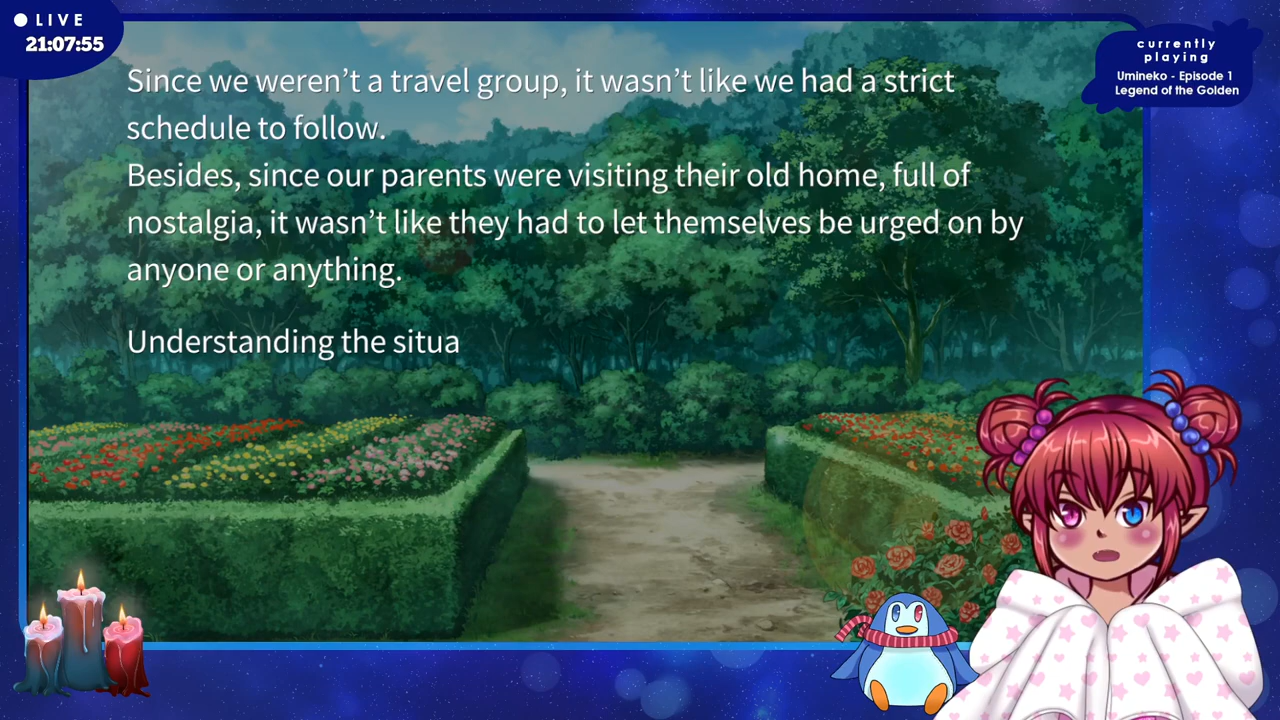 LIVE
21:07:55
currently
playing
Umineko - Episode 1
Legend of the Golden
Since we weren’t a travel group, it wasn’t like we had a strict
schedule to follow.
Besides, since our parents were visiting their old home, full of
nostalgia, it wasn’t like they had to let themselves be urged on by
anyone or anything.
Understanding the situa